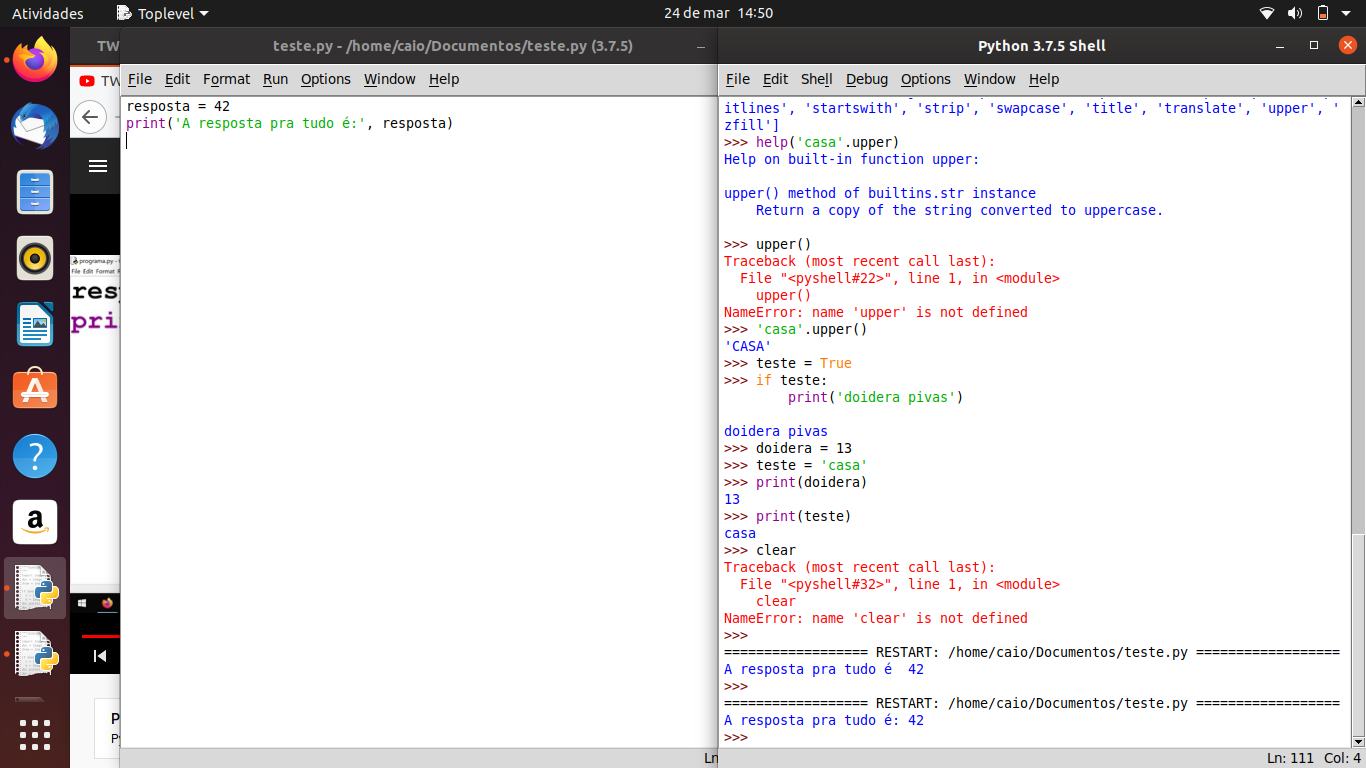 Atividades
Toplevel
24 de mar 14:50
TW
teste.py - /home/caio/Documentos/teste.py (3.7.5)
Python 3.7.5 Shell
TW
File Edit Format Run Options Window Help
File Edit Shell Debug Options Window Help
resposta = 42
print('A resposta pra tudo é:', resposta)
programa.py -
File Edit Format R
resp
pri
P
Py
a
?
itlines', 'startswith', 'strip', 'swapcase', 'title', 'translate', 'upper', '
zfill']
>>> help('casa'.upper)
Help on built-in function upper:
upper() method of builtins.str instance
    Return a copy of the string converted to uppercase.
>>> upper()
Traceback (most recent call last):
  File "<pyshell#22>", line 1, in <module>
    upper()
NameError: name 'upper' is not defined
>>> 'casa'.upper()
'CASA'
>>> teste = True
>>> if teste:
        print('doidera pivas')
doidera pivas
>>> doidera = 13
>>> teste = 'casa'
>>> print(doidera)
13
>>> print(teste)
casa
>>> clear
Traceback (most recent call last):
  File "<pyshell#32>", line 1, in <module>
    clear
NameError: name 'clear' is not defined
>>>
================== RESTART: /home/caio/Documentos/teste.py ==================
A resposta pra tudo é  42
>>>
================== RESTART: /home/caio/Documentos/teste.py ==================
A resposta pra tudo é: 42
>>>
Ln
Ln: 111 Col: 4